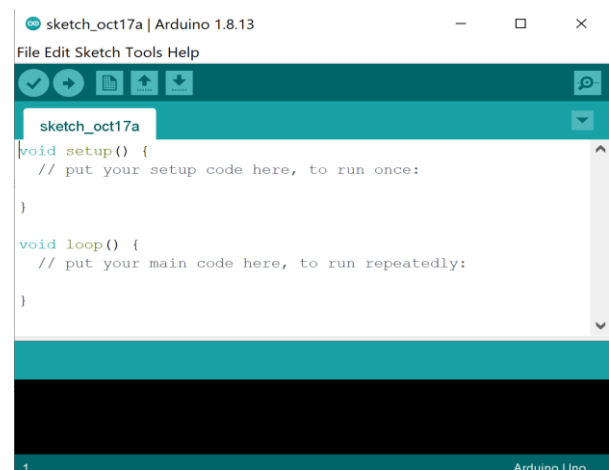 sketch_oct17a | Arduino 1.8.13
File Edit Sketch Tools Help
sketch_oct17a
void setup() {
  // put your setup code here, to run once:
}
void loop() {
  // put your main code here, to run repeatedly:
}
1 Arduino Uno